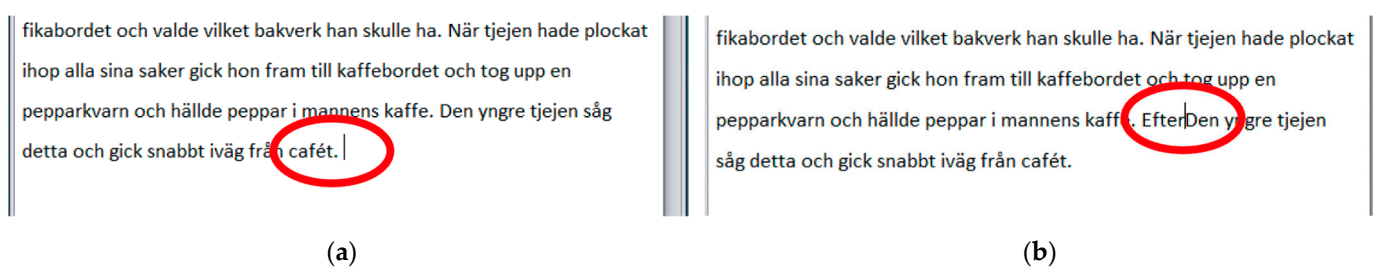 fikabordet och valde vilket bakverk han skulle ha. När tjejen hade plockat
ihop alla sina saker gick hon fram till kaffebordet och tog upp en
pepparkvarn och hällde peppar i mannens kaffe. Den yngre tjejen såg
detta och gick snabbt iväg från cafét.
(a)
fikabordet och valde vilket bakverk han skulle ha. När tjejen hade plockat
ihop alla sina saker gick hon fram till kaffebordet och tog upp en
pepparkvarn och hällde peppar i mannens kaffe. EfterDen yngre tjejen
såg detta och gick snabbt iväg från cafét.
(b)